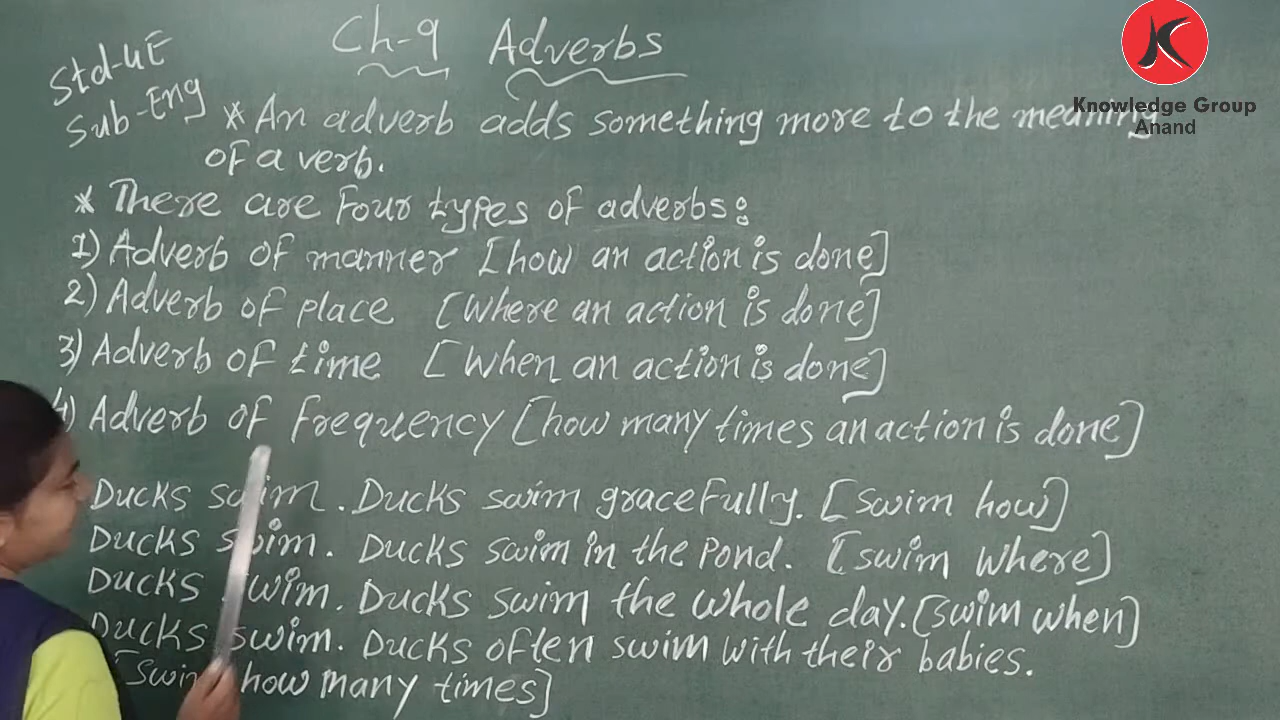 Ch-9 Adverbs
Std-4E
Sub-Eng
* An adverb adds something more to the meaning
of a verb.
* There are Four types of adverbs:
1) Adverb of manner [how an action is done]
2) Adverb of place [Where an action is done]
3) Adverb of time [When an action is done]
4) Adverb of Frequency [how many times an action is done]
Ducks swim. Ducks swim graceFully. [swim how]
Ducks swim. Ducks swim in the Pond. [swim where]
Ducks swim. Ducks swim the whole day. [swim when]
Ducks swim. Ducks often swim with their babies.
[Swim how many times]
K
Knowledge Group
Anand